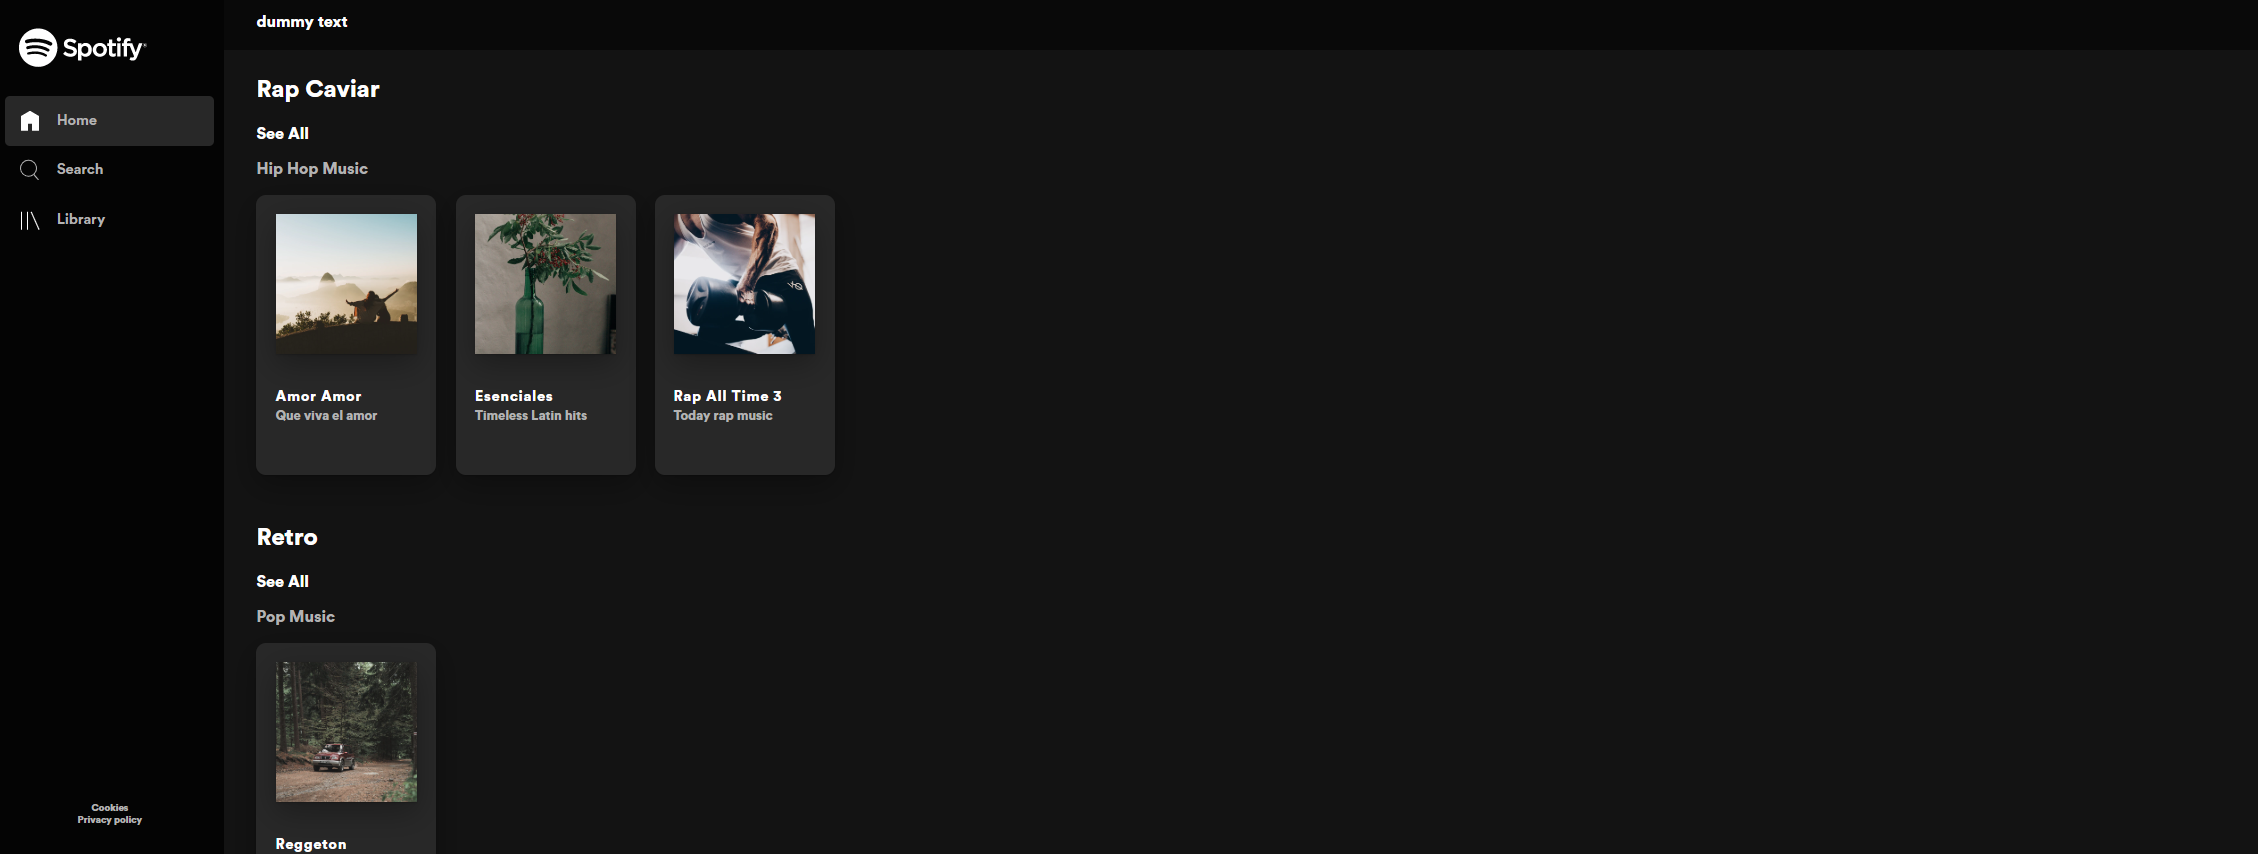 Spotify
Home
Search
Library
Cookies
Privacy policy
dummy text
Rap Caviar
See All
Hip Hop Music
Amor Amor
Que viva el amor
Esenciales
Timeless Latin hits
Rap All Time 3
Today rap music
Retro
See All
Pop Music
Reggeton